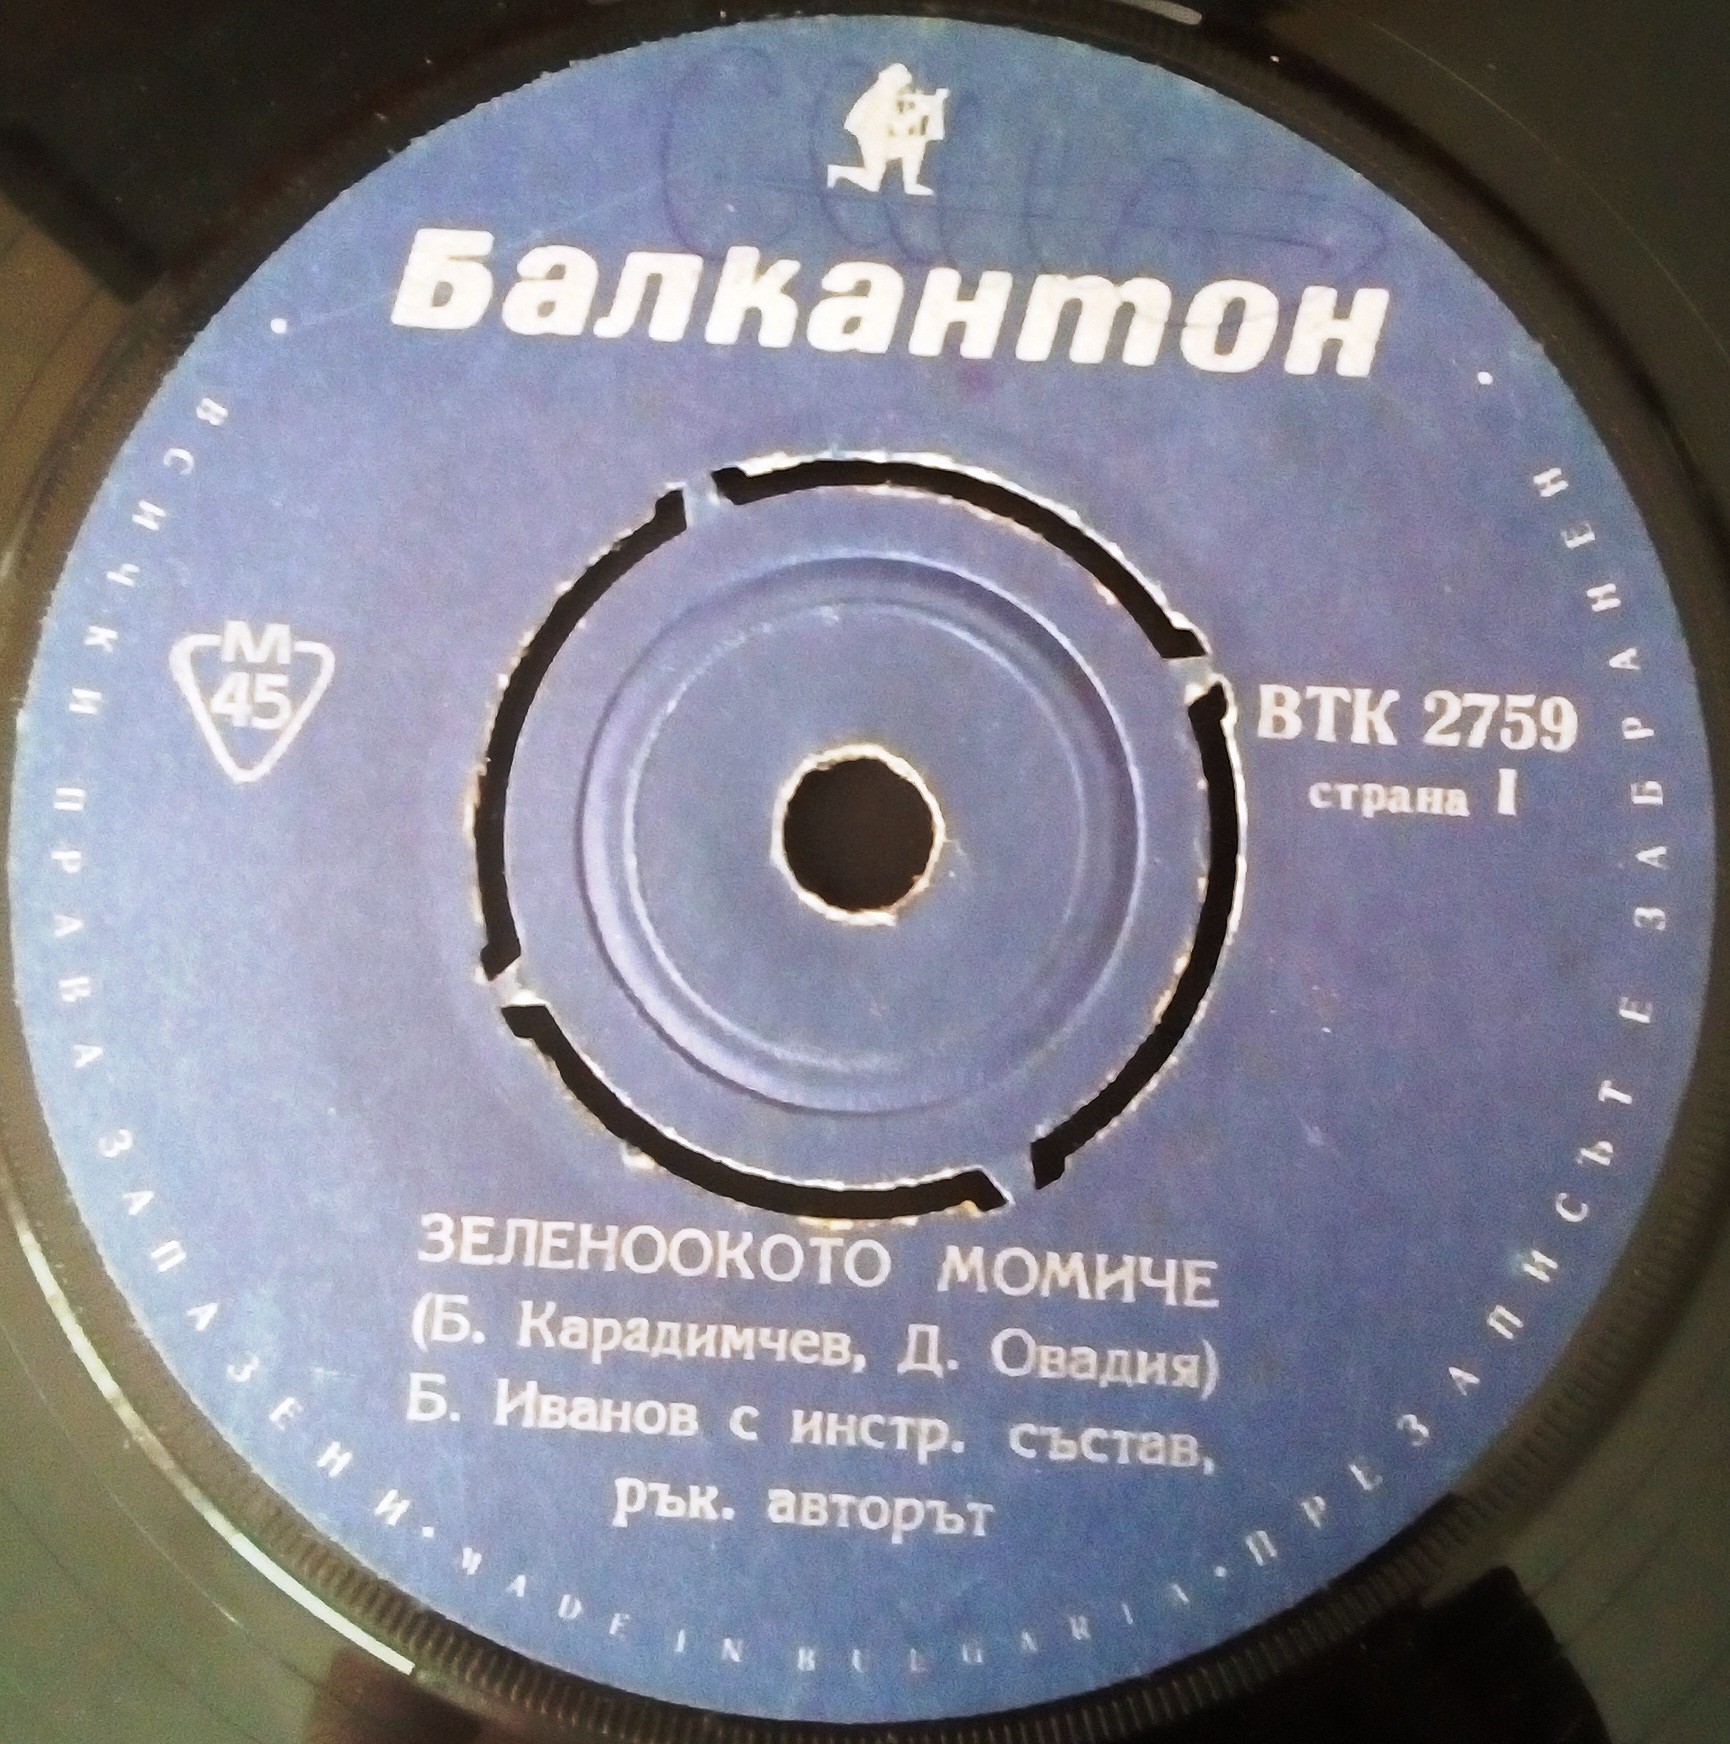 Балкантон
М
45
ВТК 2759
страна I
ЗЕЛЕНООКОТО МОМИЧЕ
(Б. Карадимчев, Д. Овадия)
Б. Иванов с инстр. състав,
рък. авторът
ВСИЧКИ ПРАВА ЗАПАЗЕНИ · MADE IN BULGARIA · ПРЕЗАПИСЪТ Е ЗАБРАНЕН